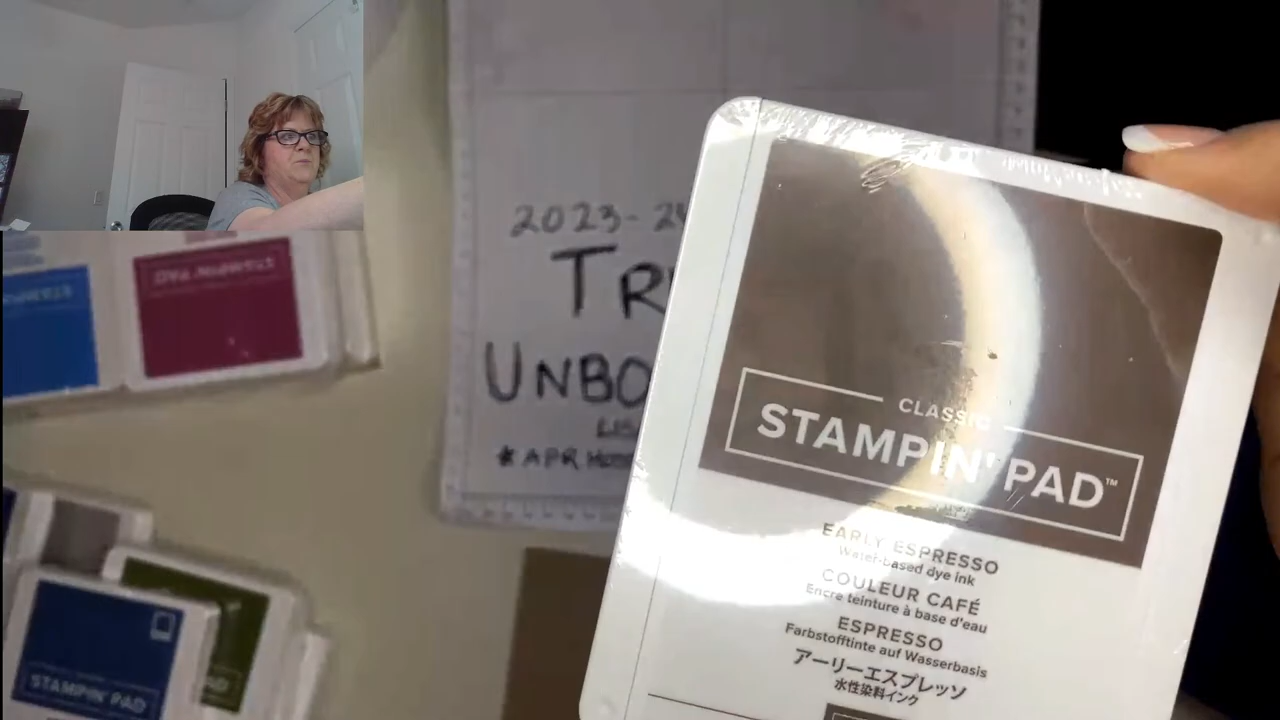 2023-24
UNBO
* APR
STAMPIN' PAD
STAMPIN' PAD
CLASSIC
STAMPIN' PAD™
EARLY ESPRESSO
Water-based dye ink
COULEUR CAFÉ
Encre teinture à base d'eau
ESPRESSO
Farbstofftinte auf Wasserbasis
アーリーエスプレッソ
水性染料インク